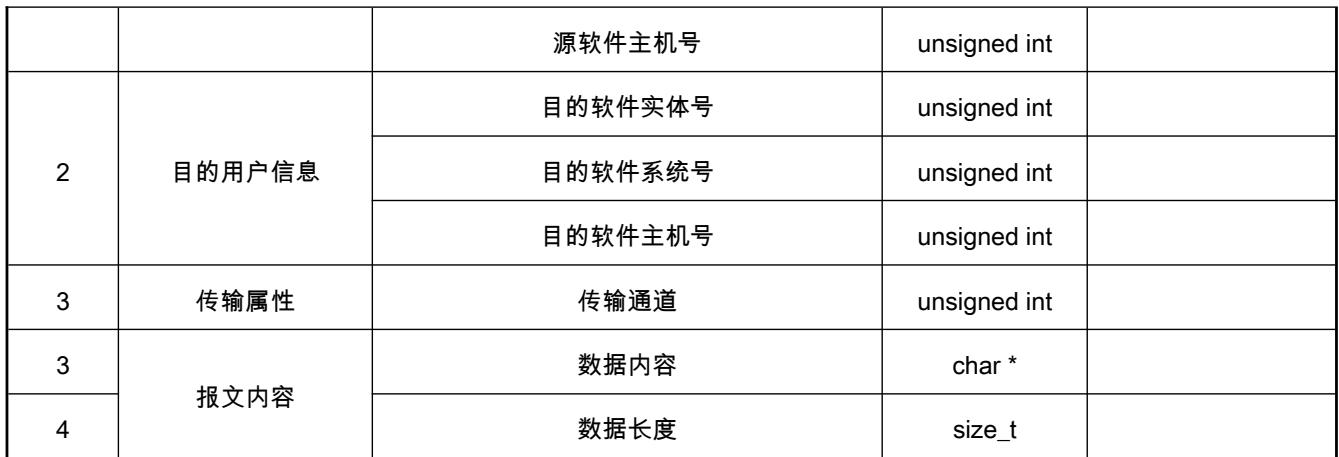 源软件主机号 unsigned int
目的软件实体号 unsigned int
2 目的用户信息 目的软件系统号 unsigned int
目的软件主机号 unsigned int
3 传输属性 传输通道 unsigned int
3 数据内容 char *
报文内容
4 数据长度 size_t